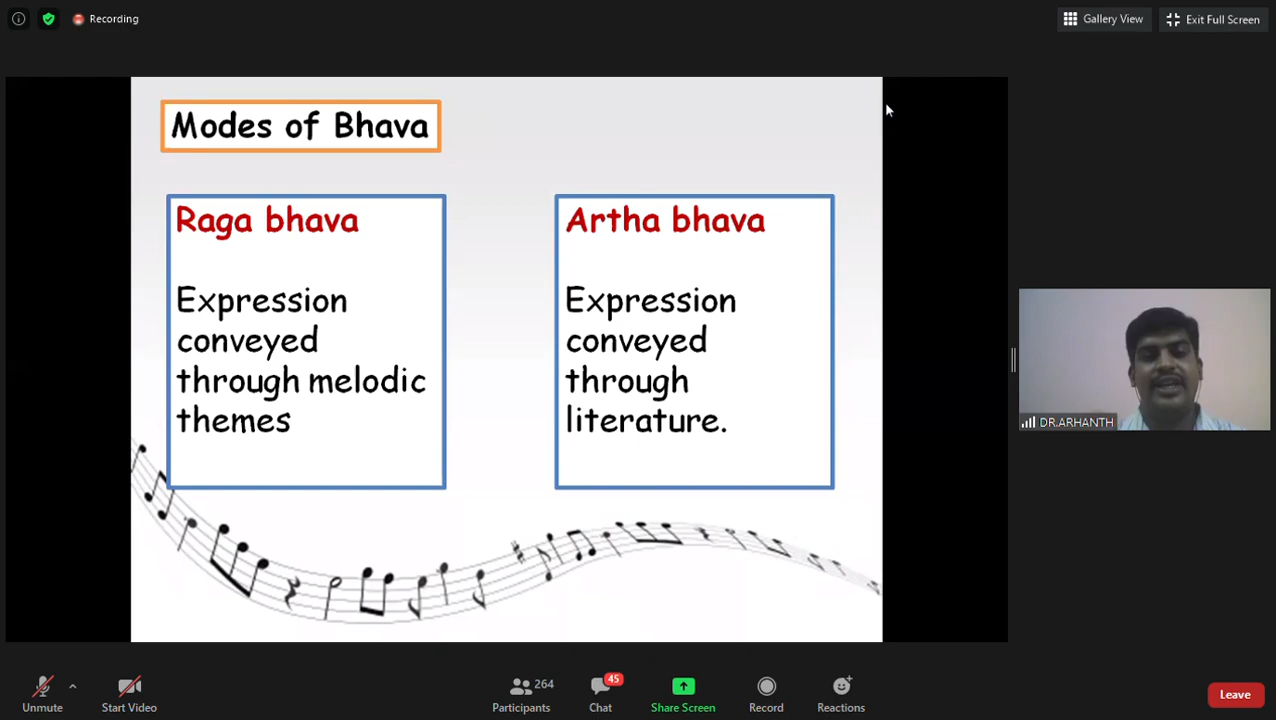 Recording
Gallery View
Exit Full Screen
Modes of Bhava
Raga bhava
Expression
conveyed
through melodic
themes
Artha bhava
Expression
conveyed
through
literature.
DR.ARHANTH
Unmute
Start Video
264
Participants
45
Chat
Share Screen
Record
Reactions
Leave